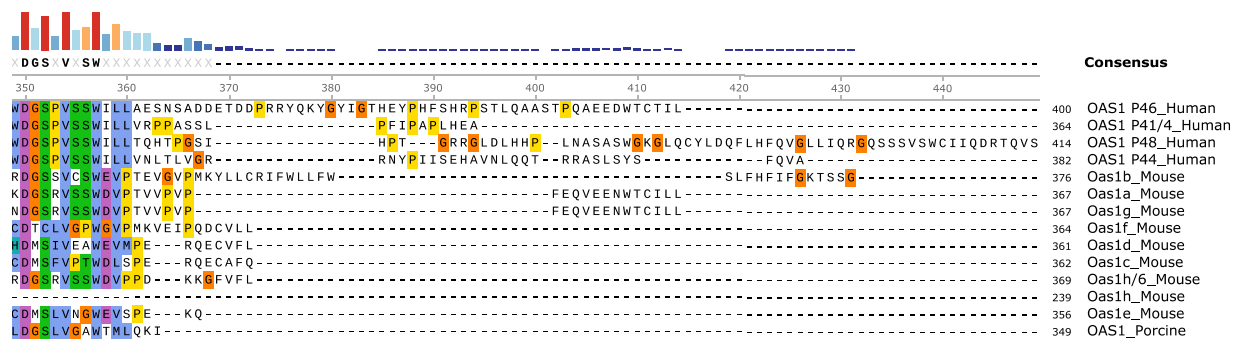 XDGSXVXSWXXXXXXXXXXX-------------------- Consensus
350 360 370 380 390 400 410 420 430 440
WDGSPVSSWILLAESNSADDETDDPRRYQKYGYIGTHEYPHFSHRPSTLQAASTPQAEEDWTCTIL----------------------------------- 400 OAS1 P46_Human
WDGSPVSSWILLVRPPASSL----------------PFIPAPLHEA------------------------------------------------------- 364 OAS1 P41/4_Human
WDGSPVSSWILLTQHTPGSI----------------HPT---GRRGLDLHHP-LNASASWGKGLQCYLDQFLHFQVGLLIQRGQSSSVSWCIIQDRTQVS 414 OAS1 P48_Human
WDGSPVSSWILLVNLTLVGR----------------RNYPIISEHAVNLQQT--RRASLSYS------------FQVA----------------------- 382 OAS1 P44_Human
RDGSSVCSWEVPTEVGVPMKYLLCRIFWLLFW--------------------------------------SLFHFIFGKTSSG------------------ 376 Oas1b_Mouse
KDGSRVSSWDVPTVVPVP-----------------------------------FEQVEENWTCTILL----------------------------------- 367 Oas1a_Mouse
NDGSRVSSWDVPTVVPVP-----------------------------------FEQVEENWTCTILL----------------------------------- 367 Oas1g_Mouse
CDTCLVGPWGVPMKVEIPQDCVLL----------------------------------------------------------------------------- 364 Oas1f_Mouse
HDMSIVEAWEVMPE---RQECVFL----------------------------------------------------------------------------- 361 Oas1d_Mouse
CDMSFVPTWDLSPE---RQECAFQ----------------------------------------------------------------------------- 362 Oas1c_Mouse
RDGSRVSSWDVPPD---KKGFVFL----------------------------------------------------------------------------- 369 Oas1h/6_Mouse
----------------------------------------------------------------------------------------------------- 239 Oas1h_Mouse
CDMSLVNGWEVSPE---KQ---------------------------------------------------------------------------------- 356 Oas1e_Mouse
LDGSLVGAWTMLQKI-------------------------------------------------------------------------------------- 349 OAS1_Porcine